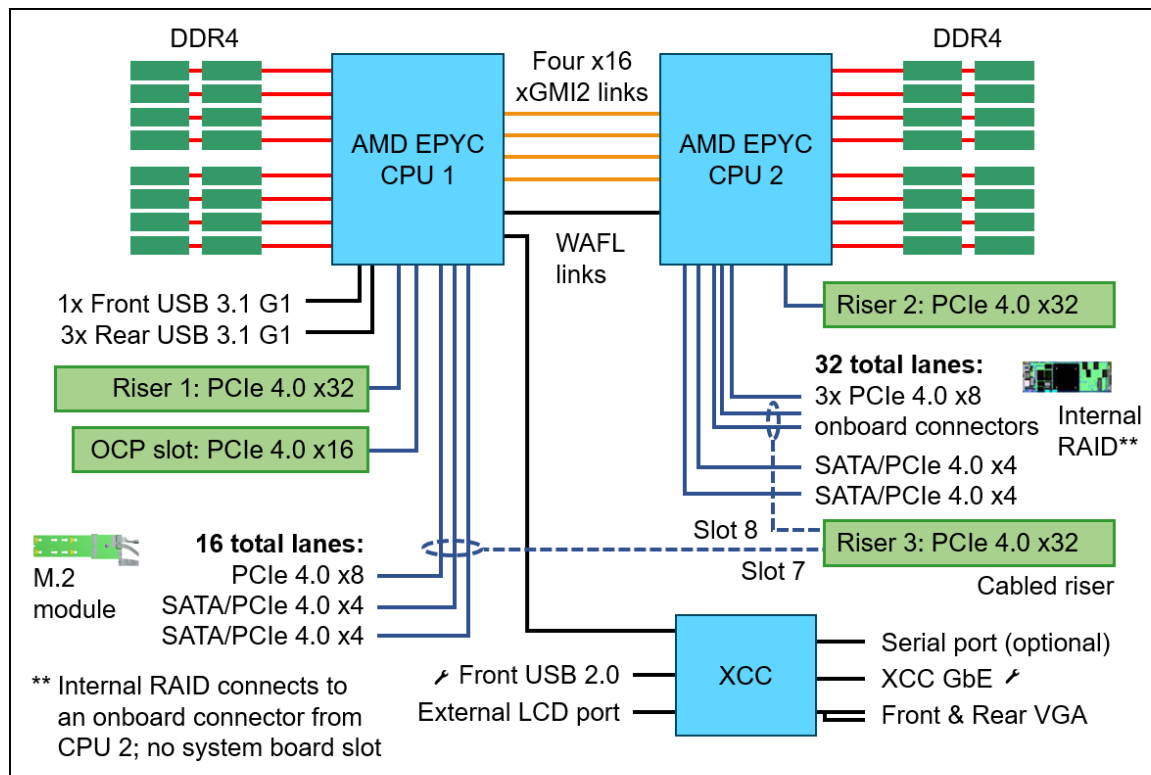 DDR4
Four x16
xGMI2 links
DDR4
AMD EPYC
CPU 1
AMD EPYC
CPU 2
WAFL
links
1x Front USB 3.1 G1
3x Rear USB 3.1 G1
Riser 1: PCIe 4.0 x32
OCP slot: PCIe 4.0 x16
Riser 2: PCIe 4.0 x32
32 total lanes:
3x PCIe 4.0 x8
onboard connectors
SATA/PCIe 4.0 x4
SATA/PCIe 4.0 x4
Internal
RAID**
M.2
module
16 total lanes:
PCIe 4.0 x8
SATA/PCIe 4.0 x4
SATA/PCIe 4.0 x4
Slot 8
Slot 7
Riser 3: PCIe 4.0 x32
Cabled riser
XCC
Front USB 2.0
External LCD port
Serial port (optional)
XCC GbE
Front & Rear VGA
** Internal RAID connects to
an onboard connector from
CPU 2; no system board slot